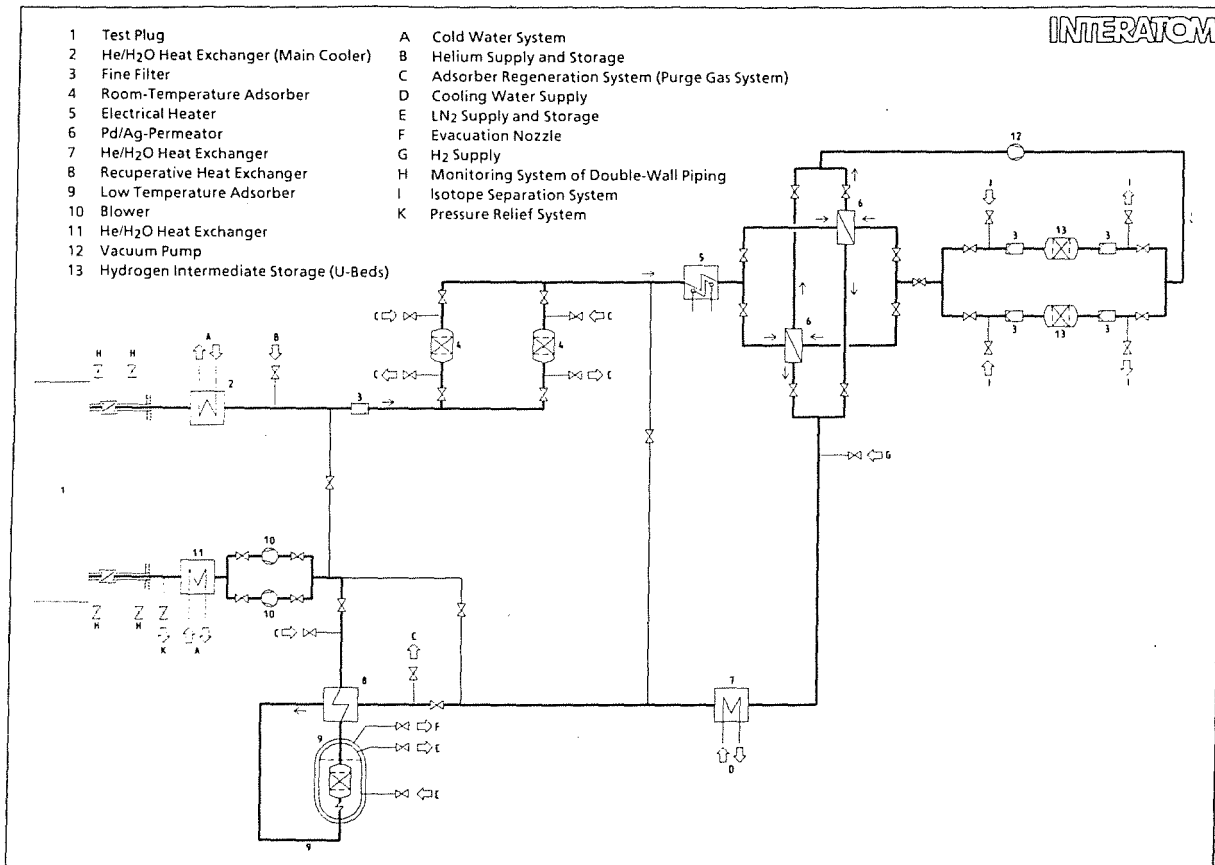 INTERATOM
1 Test Plug
2 He/H2O Heat Exchanger (Main Cooler)
3 Fine Filter
4 Room-Temperature Adsorber
5 Electrical Heater
6 Pd/Ag-Permeator
7 He/H2O Heat Exchanger
8 Recuperative Heat Exchanger
9 Low Temperature Adsorber
10 Blower
11 He/H2O Heat Exchanger
12 Vacuum Pump
13 Hydrogen Intermediate Storage (U-Beds)
A Cold Water System
B Helium Supply and Storage
C Adsorber Regeneration System (Purge Gas System)
D Cooling Water Supply
E LN2 Supply and Storage
F Evacuation Nozzle
G H2 Supply
H Monitoring System of Double-Wall Piping
I Isotope Separation System
K Pressure Relief System
12
I I
6
3 13 3
5
C C
4 4
3 13 3
6
I I
H H A B
C C
2
3
G
1
11 10
10
H H K A
C
C
8 7
F
9 E
D
E
9